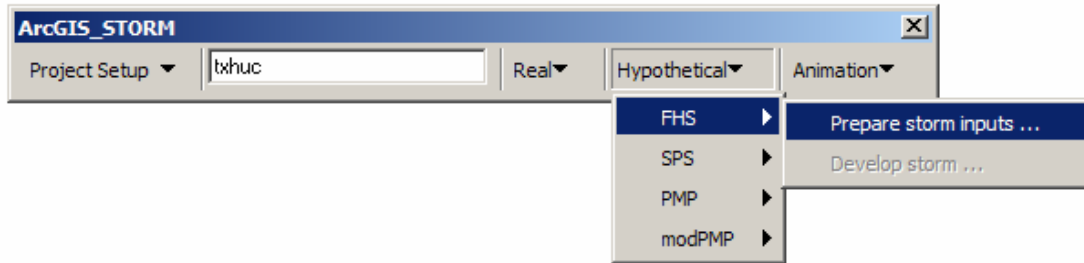 ArcGIS_STORM
Project Setup txhuc Real Hypothetical Animation
FHS Prepare storm inputs ...
SPS Develop storm ...
PMP
modPMP